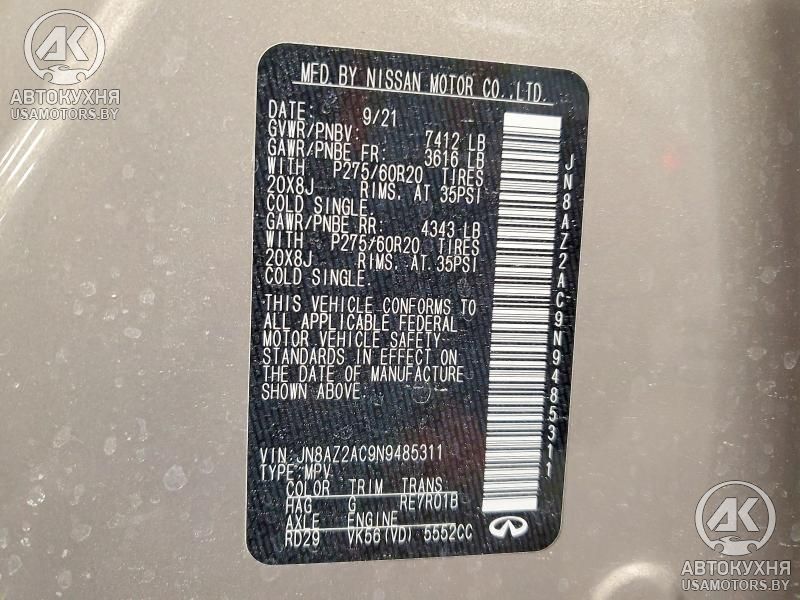 AK
АВТОКУХНЯ
USAMOTORS.BY
MFD. BY NISSAN MOTOR CO., LTD.
DATE: 9/21
GVWR/PNBV: 7412 LB
GAWR/PNBE FR: 3616 LB
WITH P275/60R20 TIRES
20X8J RIMS, AT 35PSI
COLD SINGLE.
GAWR/PNBE RR: 4343 LB
WITH P275/60R20 TIRES
20X8J RIMS, AT 35PSI
COLD SINGLE.
THIS VEHICLE CONFORMS TO
ALL APPLICABLE FEDERAL
MOTOR VEHICLE SAFETY
STANDARDS IN EFFECT ON
THE DATE OF MANUFACTURE
SHOWN ABOVE.
VIN: JN8AZ2AC9N9485311
TYPE: MPV
COLOR TRIM TRANS
HAG G RE7R01B
AXLE ENGINE
RD29 VK56(VD) 5552CC
JN8AZ2AC9N9485311
AK
АВТОКУХНЯ
USAMOTORS.BY